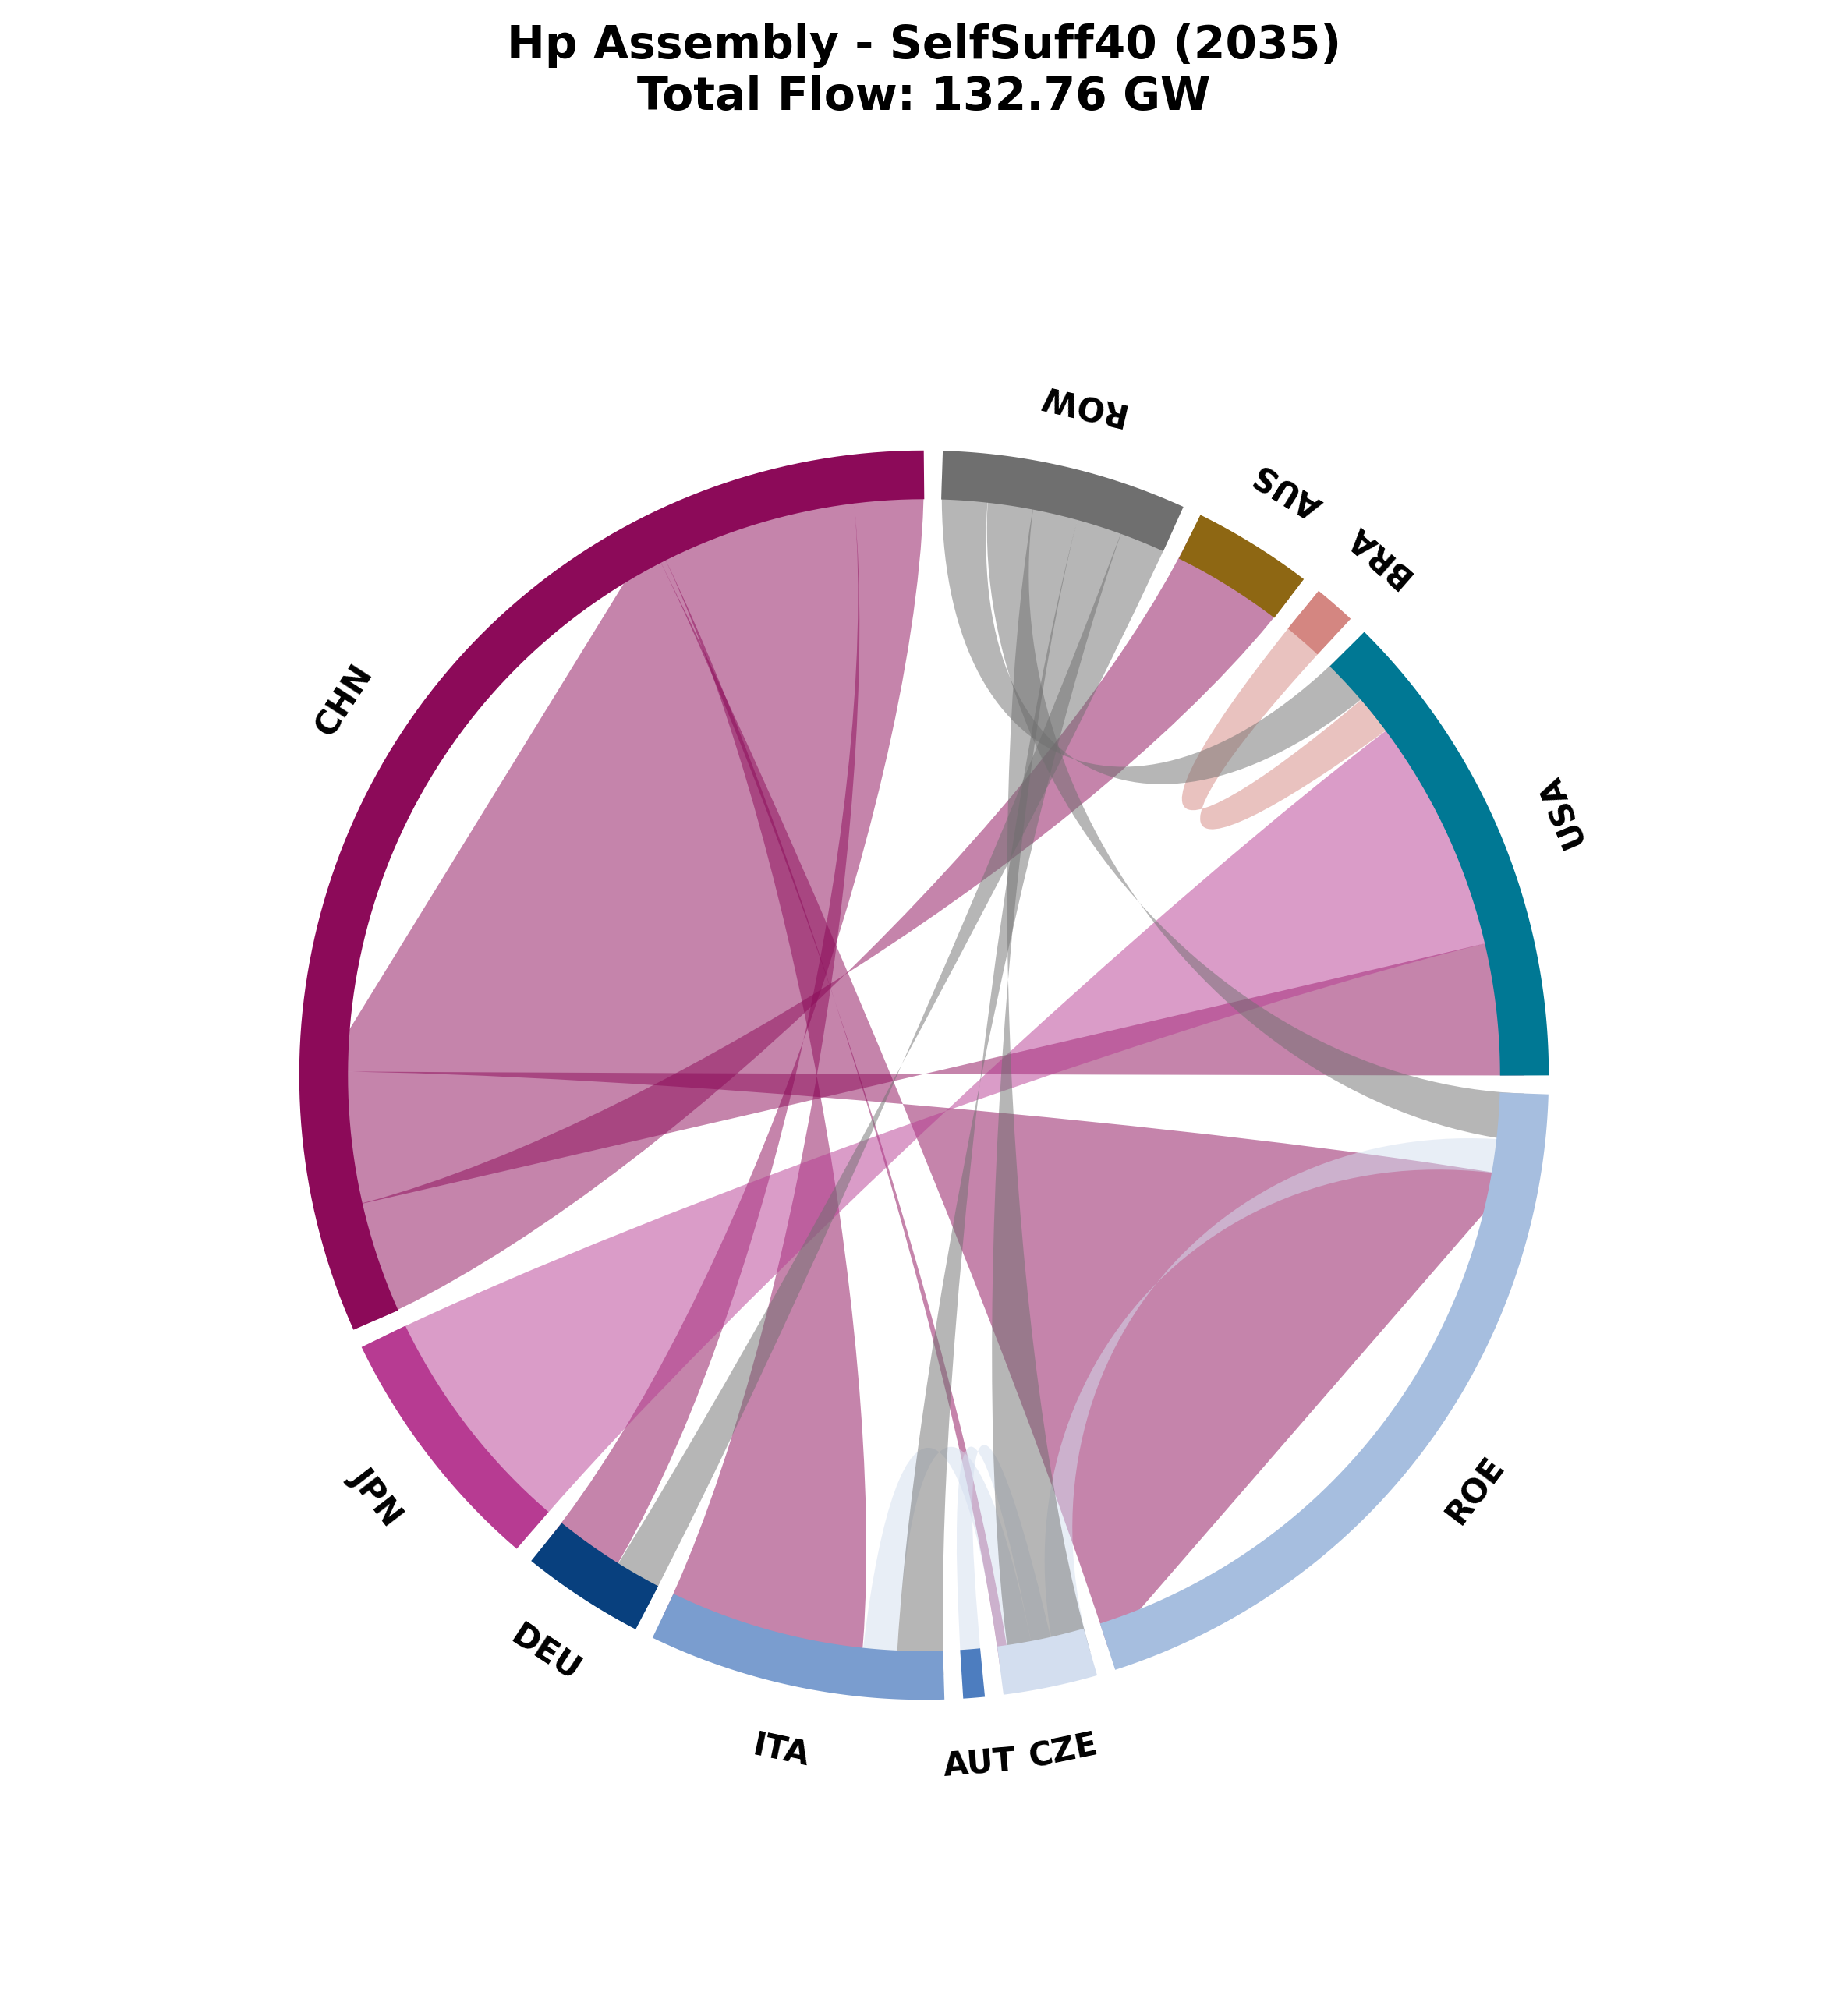 Hp Assembly - SelfSuff40 (2035)
Total Flow: 132.76 GW
ROW
AUS
BRA
USA
CHN
ROE
JPN
DEU
ITA
AUT
CZE